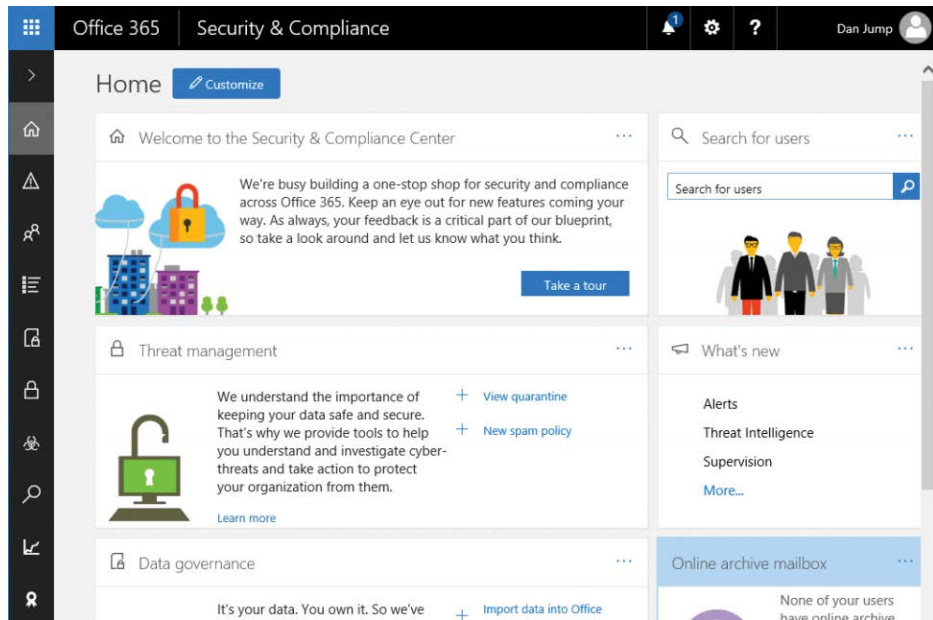 Office 365
Security & Compliance
1
?
Dan Jump
Home
Customize
Welcome to the Security & Compliance Center
...
We're busy building a one-stop shop for security and compliance
across Office 365. Keep an eye out for new features coming your
way. As always, your feedback is a critical part of our blueprint,
so take a look around and let us know what you think.
Take a tour
Search for users
...
Search for users
Threat management
...
We understand the importance of
keeping your data safe and secure.
That's why we provide tools to help
you understand and investigate cyber-
threats and take action to protect
your organization from them.
Learn more
+ View quarantine
+ New spam policy
What's new
...
Alerts
Threat Intelligence
Supervision
More...
Data governance
...
It's your data. You own it. So we've
+ Import data into Office
Online archive mailbox
...
None of your users
have online archive